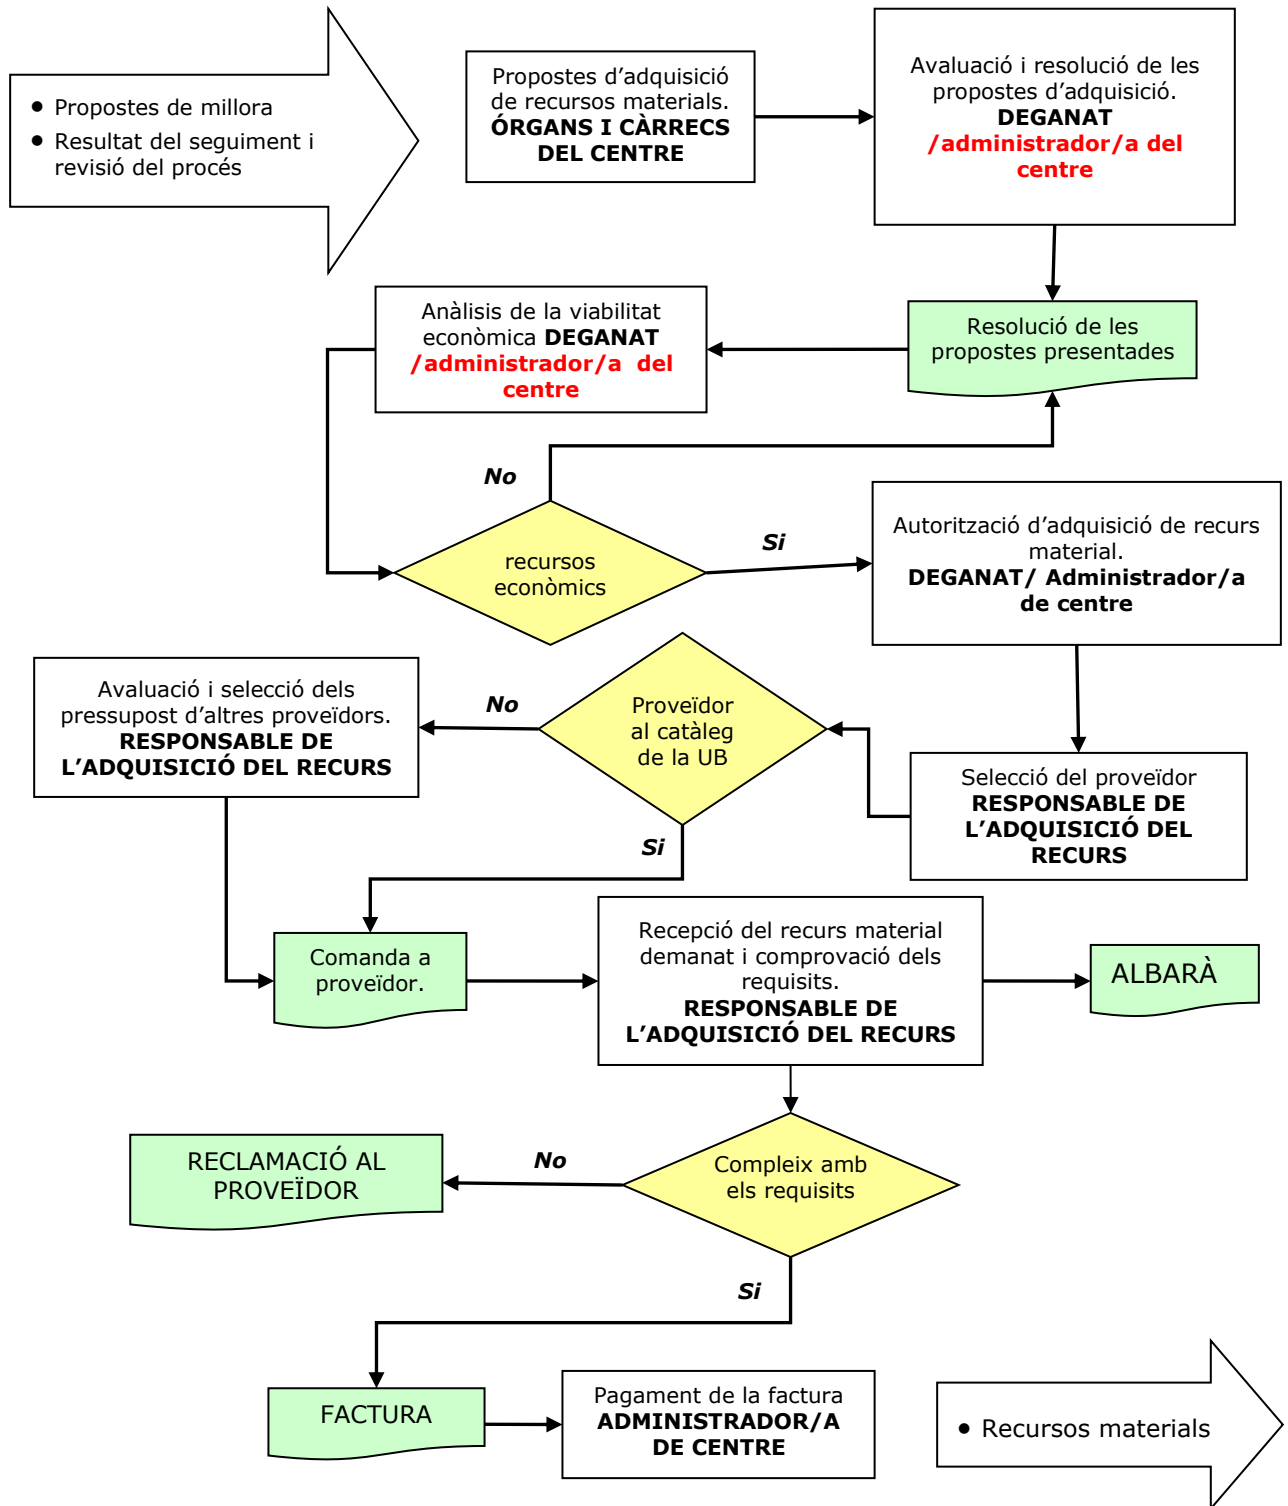 • Propostes de millora
• Resultat del seguiment i
revisió del procés
Propostes d'adquisició
de recursos materials.
ÓRGANS I CÀRRECS
DEL CENTRE
Avaluació i resolució de les
propostes d'adquisició.
DEGANAT
/administrador/a del
centre
Anàlisis de la viabilitat
econòmica DEGANAT
/administrador/a del
centre
Resolució de les
propostes presentades
No
recursos
econòmics
Si
Autorització d'adquisició de recurs
material.
DEGANAT/ Administrador/a
de centre
Avaluació i selecció dels
pressupost d'altres proveïdors.
RESPONSABLE DE
L'ADQUISICIÓ DEL RECURS
No
Proveïdor
al catàleg
de la UB
Si
Selecció del proveïdor
RESPONSABLE DE
L'ADQUISICIÓ DEL
RECURS
Comanda a
proveïdor.
Recepció del recurs material
demanat i comprovació dels
requisits.
RESPONSABLE DE
L'ADQUISICIÓ DEL RECURS
ALBARÀ
RECLAMACIÓ AL
PROVEÏDOR
No
Compleix amb
els requisits
Si
FACTURA
Pagament de la factura
ADMINISTRADOR/A
DE CENTRE
• Recursos materials